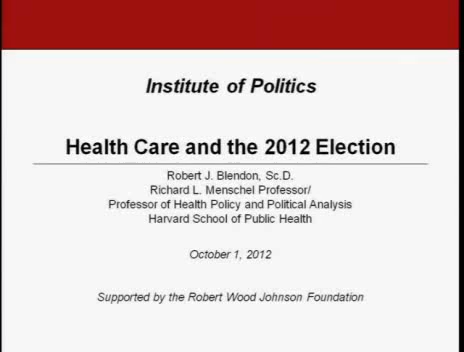 Institute of Politics
Health Care and the 2012 Election
Robert J. Blendon, Sc.D.
Richard L. Menschel Professor/
Professor of Health Policy and Political Analysis
Harvard School of Public Health
October 1, 2012
Supported by the Robert Wood Johnson Foundation